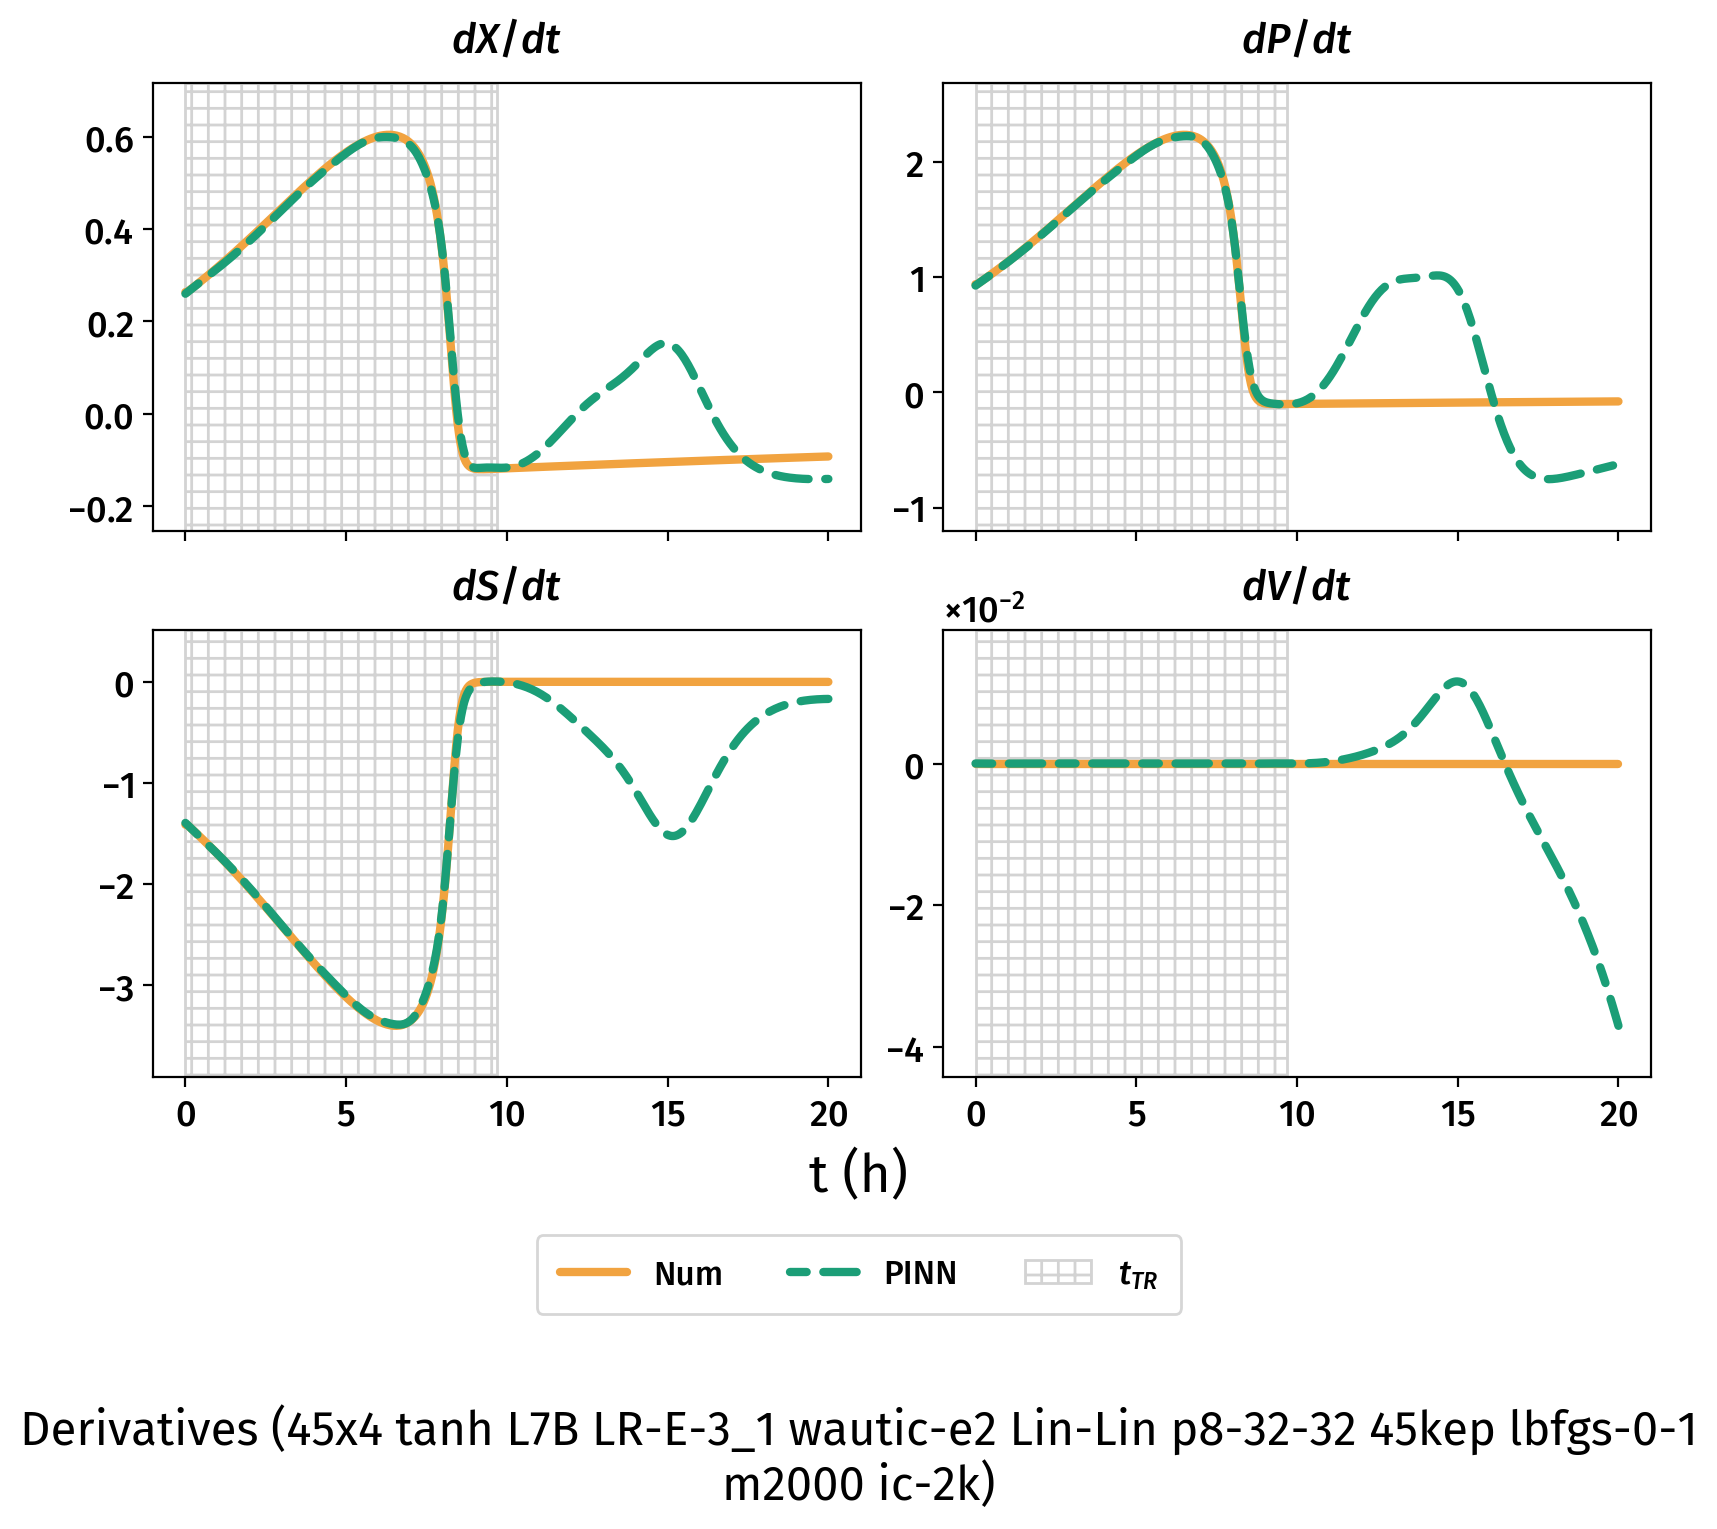 dX/dt
dP/dt
0.6
0.4
0.2
0.0
−0.2
2
1
0
−1
dS/dt
dV/dt
×10⁻²
0
−1
−2
−3
0
−2
−4
0 5 10 15 20
0 5 10 15 20
t (h)
Num PINN t_TR
Derivatives (45x4 tanh L7B LR-E-3_1 wautic-e2 Lin-Lin p8-32-32 45kep lbfgs-0-1
m2000 ic-2k)